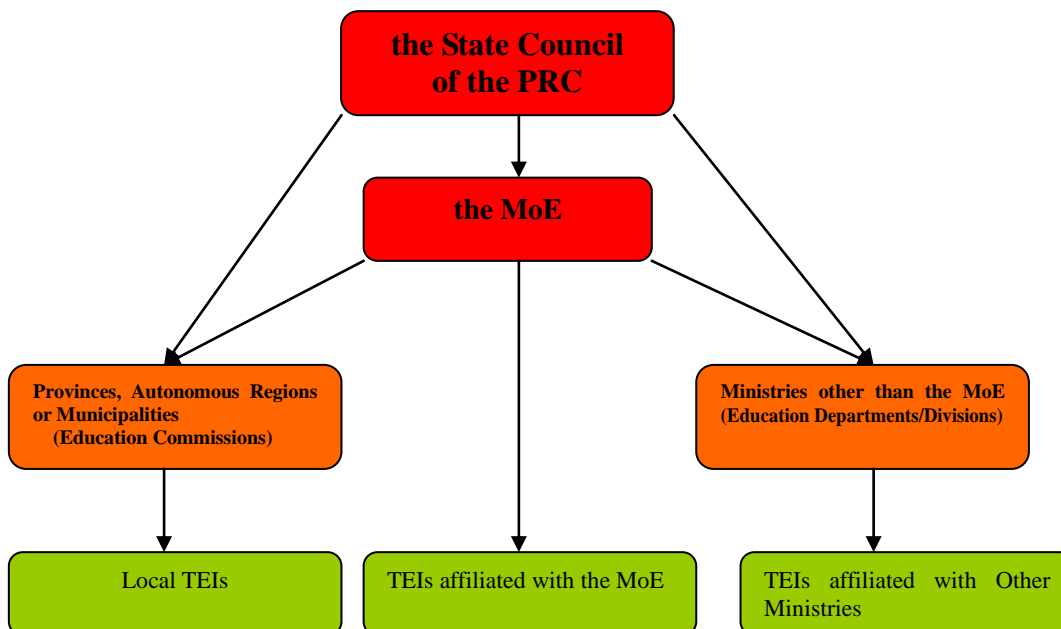 the State Council
of the PRC
the MoE
Provinces, Autonomous Regions
or Municipalities
(Education Commissions)
Ministries other than the MoE
(Education Departments/Divisions)
Local TEIs
TEIs affiliated with the MoE
TEIs affiliated with Other
Ministries